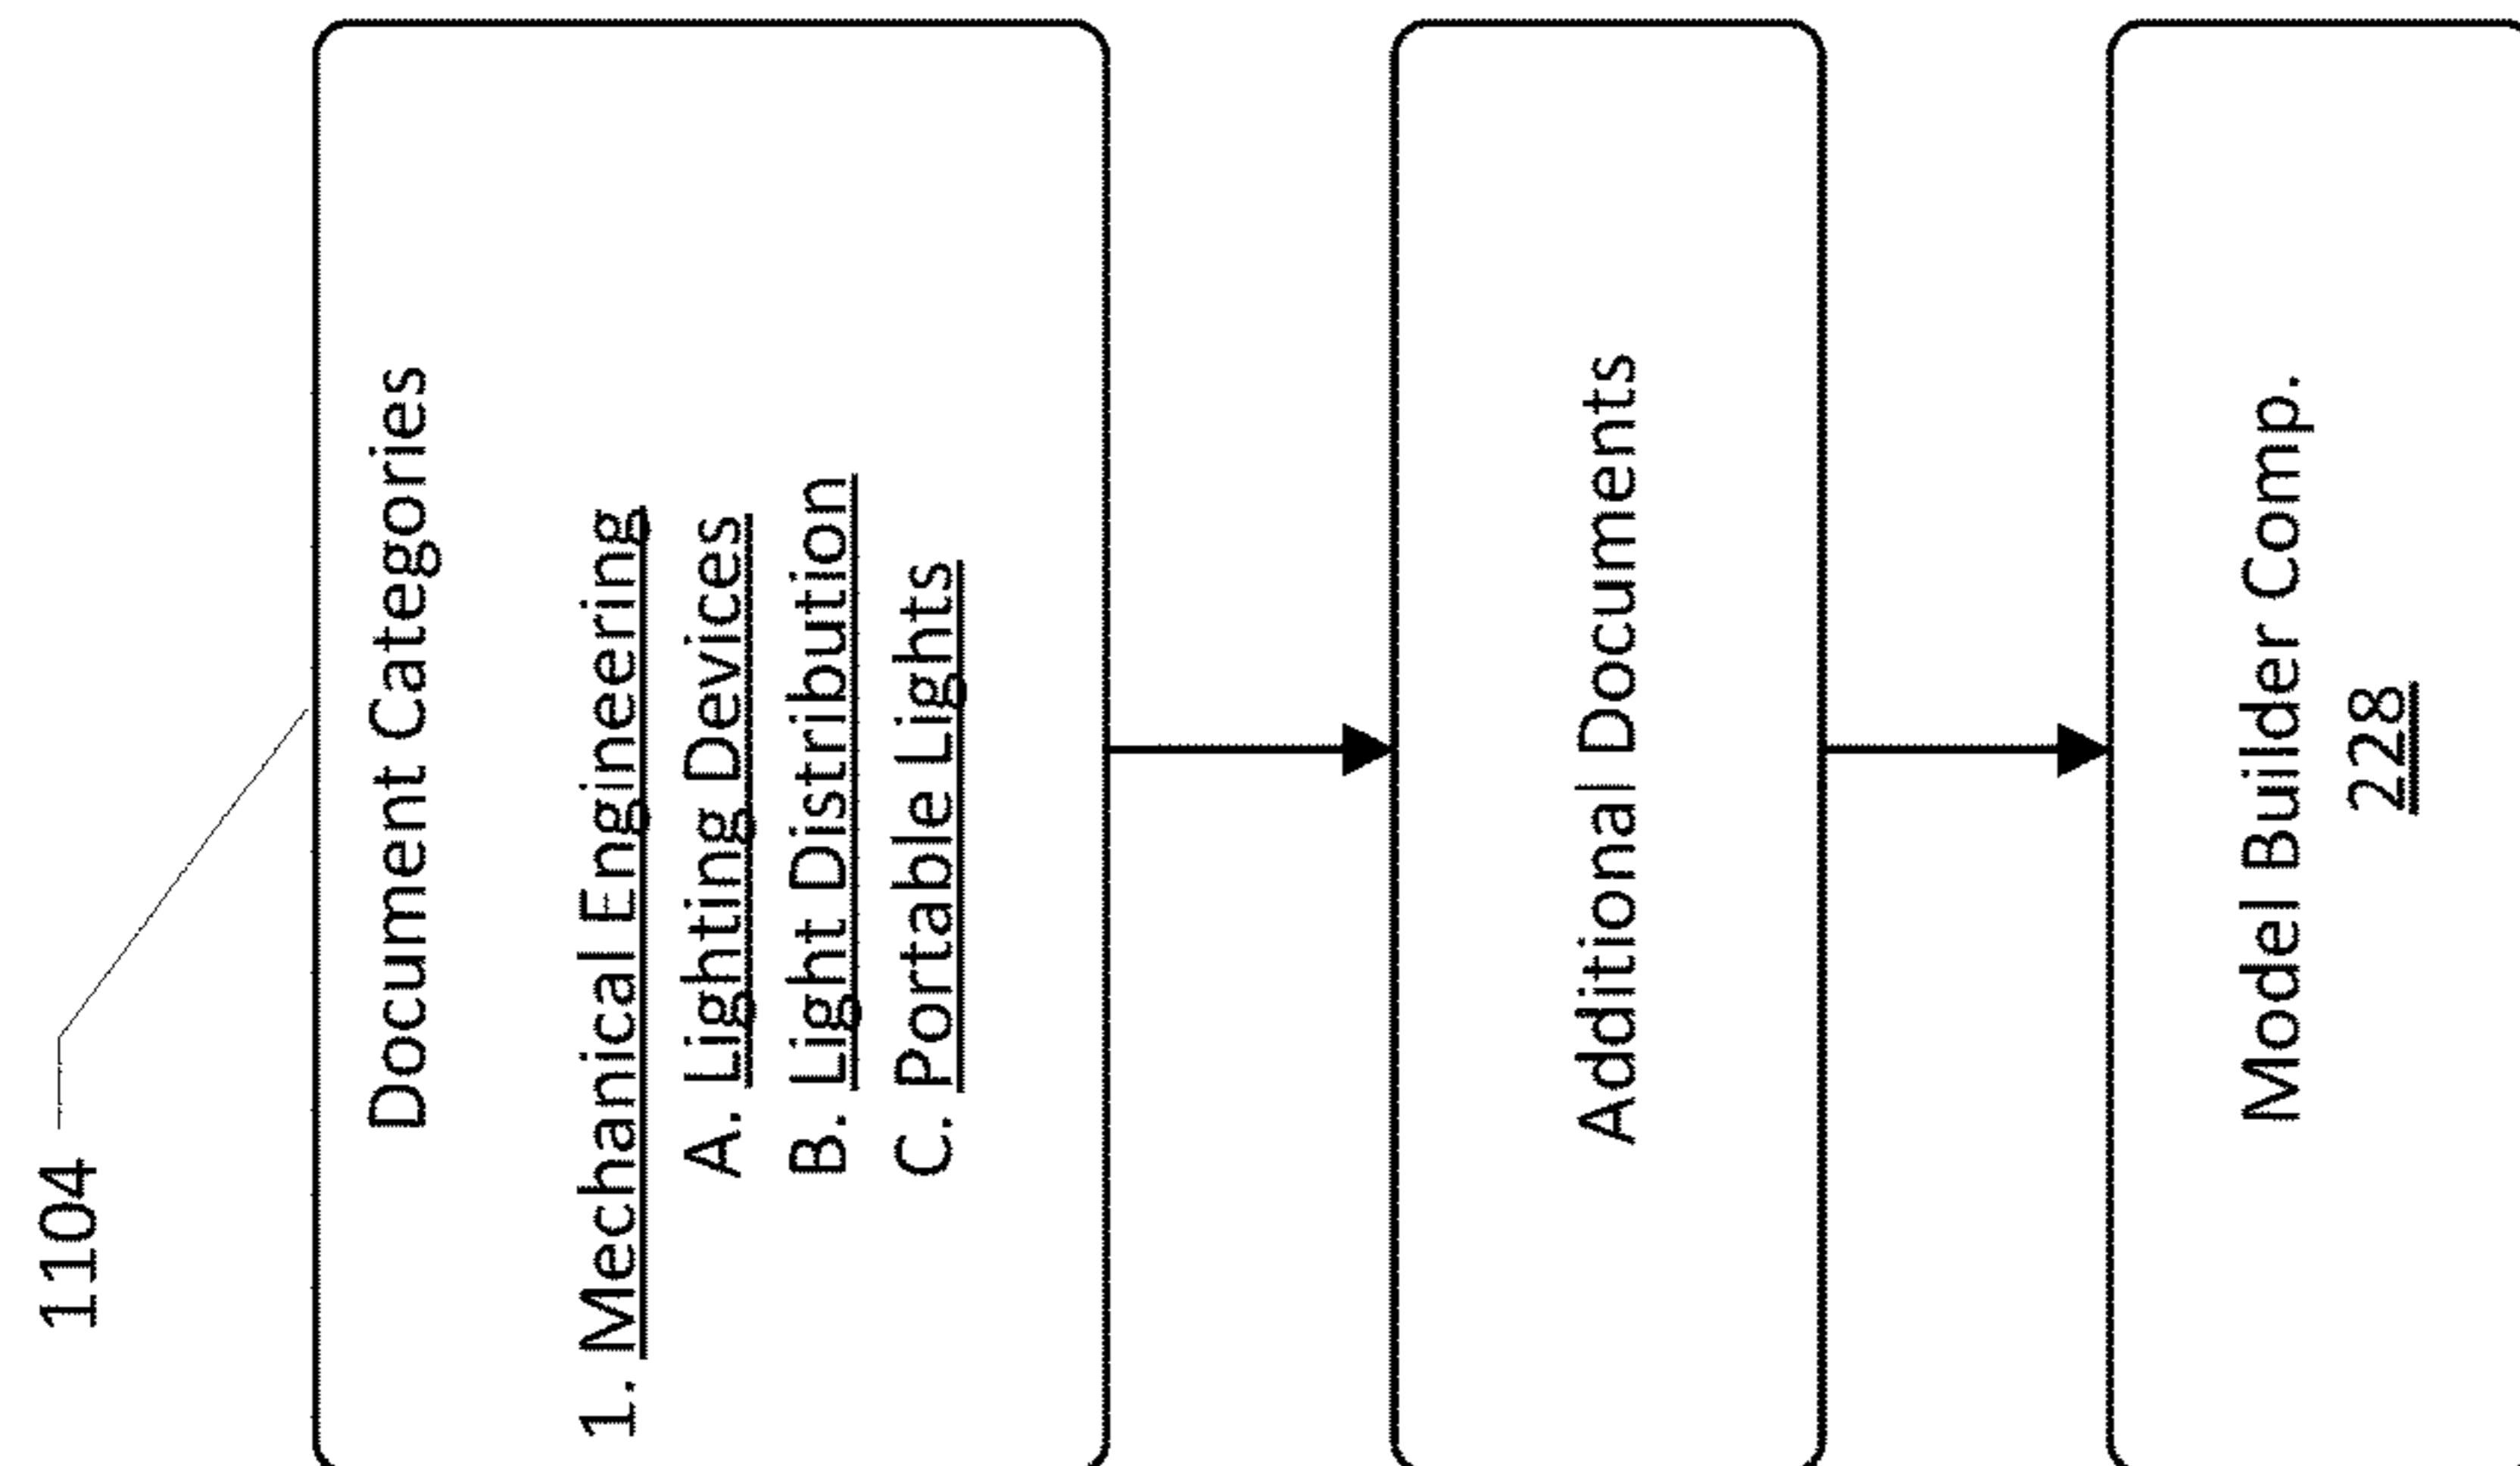 1104
Document Categories
1. Mechanical Engineering
A. Lighting Devices
B. Light Distribution
C. Portable Lights
Additional Documents
Model Builder Comp.
228